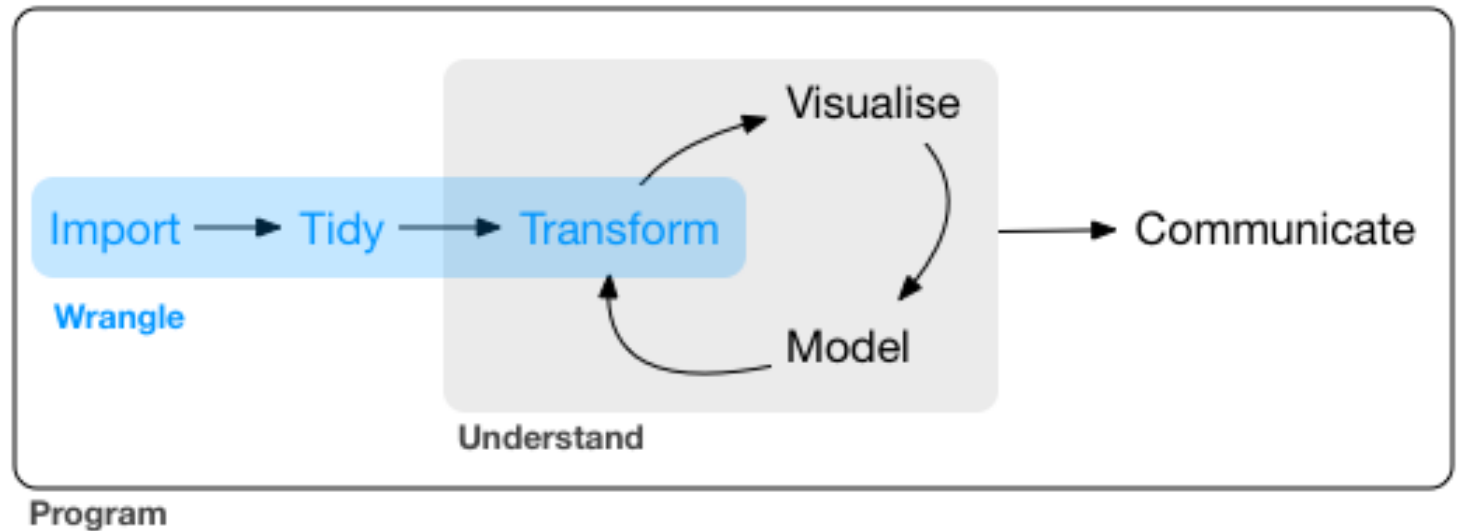 Visualise
Import Tidy Transform Communicate
Wrangle
Model
Understand
Program